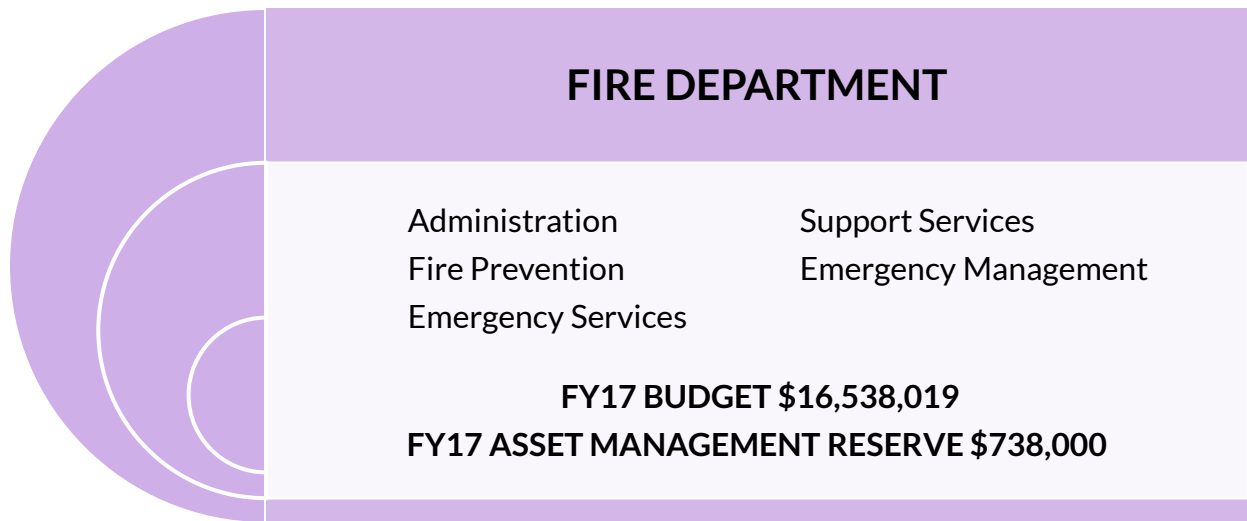 FIRE DEPARTMENT
Administration
Fire Prevention
Emergency Services
Support Services
Emergency Management
FY17 BUDGET $16,538,019
FY17 ASSET MANAGEMENT RESERVE $738,000